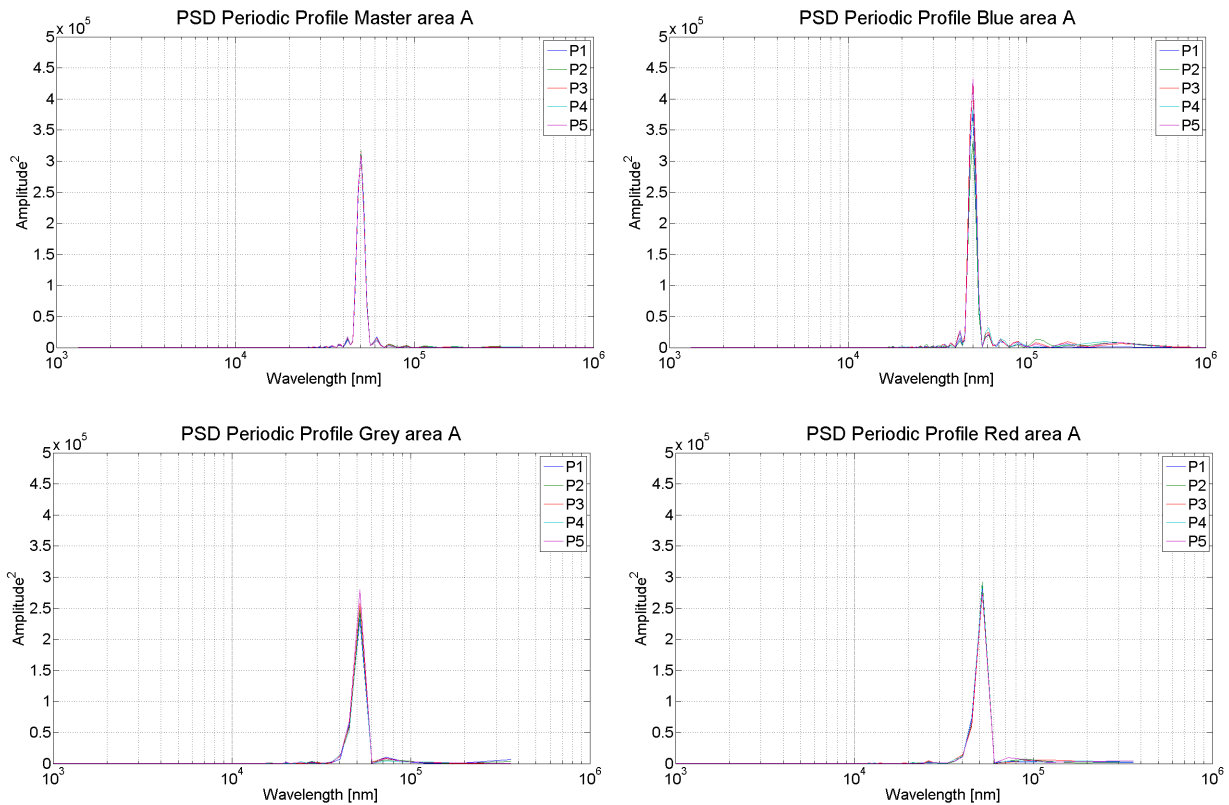 PSD Periodic Profile Master area A
x 10^5
5
4.5
4
3.5
3
2.5
2
1.5
1
0.5
0
Amplitude^2
10^3
10^4
10^5
10^6
Wavelength [nm]
P1
P2
P3
P4
P5
PSD Periodic Profile Blue area A
x 10^5
5
4.5
4
3.5
3
2.5
2
1.5
1
0.5
0
Amplitude^2
10^3
10^4
10^5
10^6
Wavelength [nm]
P1
P2
P3
P4
P5
PSD Periodic Profile Grey area A
x 10^5
5
4.5
4
3.5
3
2.5
2
1.5
1
0.5
0
Amplitude^2
10^3
10^4
10^5
10^6
Wavelength [nm]
P1
P2
P3
P4
P5
PSD Periodic Profile Red area A
x 10^5
5
4.5
4
3.5
3
2.5
2
1.5
1
0.5
0
Amplitude^2
10^3
10^4
10^5
10^6
Wavelength [nm]
P1
P2
P3
P4
P5